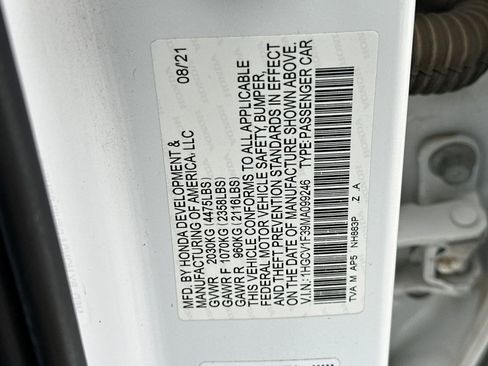 MFD. BY HONDA DEVELOPMENT & 08/21
MANUFACTURING OF AMERICA, LLC
GVWR 2030KG (4475LBS)
GAWR F 1070KG (2358LBS)
GAWR R 960KG (2116LBS)
THIS VEHICLE CONFORMS TO ALL APPLICABLE
FEDERAL MOTOR VEHICLE SAFETY, BUMPER,
AND THEFT PREVENTION STANDARDS IN EFFECT
ON THE DATE OF MANUFACTURE SHOWN ABOVE.
V.I.N.: 1HGCV1F39MA099246 TYPE:PASSENGER CAR
TVA M AP5 NH883P Z A